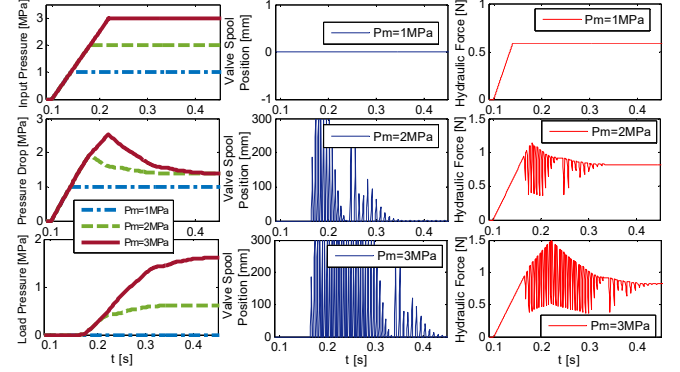 Input Pressure [MPa]
3
2
1
0
0.1 0.2 0.3 0.4
Valve Spool
Position [mm]
1
0
-1
Pm=1MPa
0.1 0.2 0.3 0.4
Hydraulic Force [N]
1
0.5
0
Pm=1MPa
0.1 0.2 0.3 0.4
Pressure Drop [MPa]
3
2
1
0
0.1 0.2 0.3 0.4
Pm=1MPa
Pm=2MPa
Pm=3MPa
Valve Spool
Position [mm]
300
200
100
0
Pm=2MPa
0.1 0.2 0.3 0.4
Hydraulic Force [N]
1.5
1
0.5
0
Pm=2MPa
0.1 0.2 0.3 0.4
Load Pressure [MPa]
2
1
0
0.1 0.2 0.3 0.4
t [s]
Valve Spool
Position [mm]
300
200
100
0
Pm=3MPa
0.1 0.2 0.3 0.4
t [s]
Hydraulic Force [N]
1.5
1
0.5
0
Pm=3MPa
0.1 0.2 0.3 0.4
t [s]